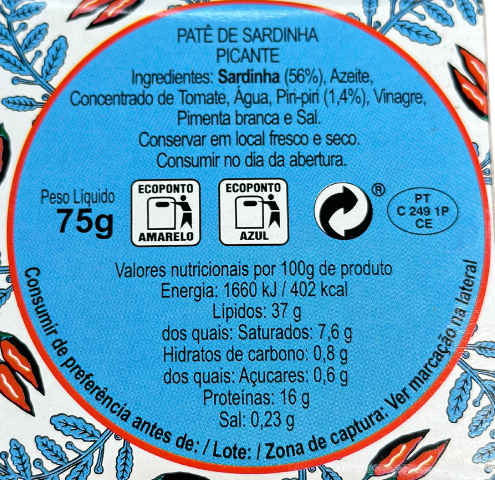 PATÊ DE SARDINHA
PICANTE
Ingredientes: Sardinha (56%), Azeite,
Concentrado de Tomate, Água, Piri-piri (1,4%), Vinagre,
Pimenta branca e Sal.
Conservar em local fresco e seco.
Consumir no dia da abertura.
Peso Líquido
75g
ECOPONTO
AMARELO
ECOPONTO
AZUL
®
PT
C 249 1P
CE
Valores nutricionais por 100g de produto
Energia: 1660 kJ / 402 kcal
Lípidos: 37 g
dos quais: Saturados: 7,6 g
Hidratos de carbono: 0,8 g
dos quais: Açucares: 0,6 g
Proteínas: 16 g
Sal: 0,23 g
Consumir de preferência antes de: / Lote: / Zona de captura: Ver marcação na lateral